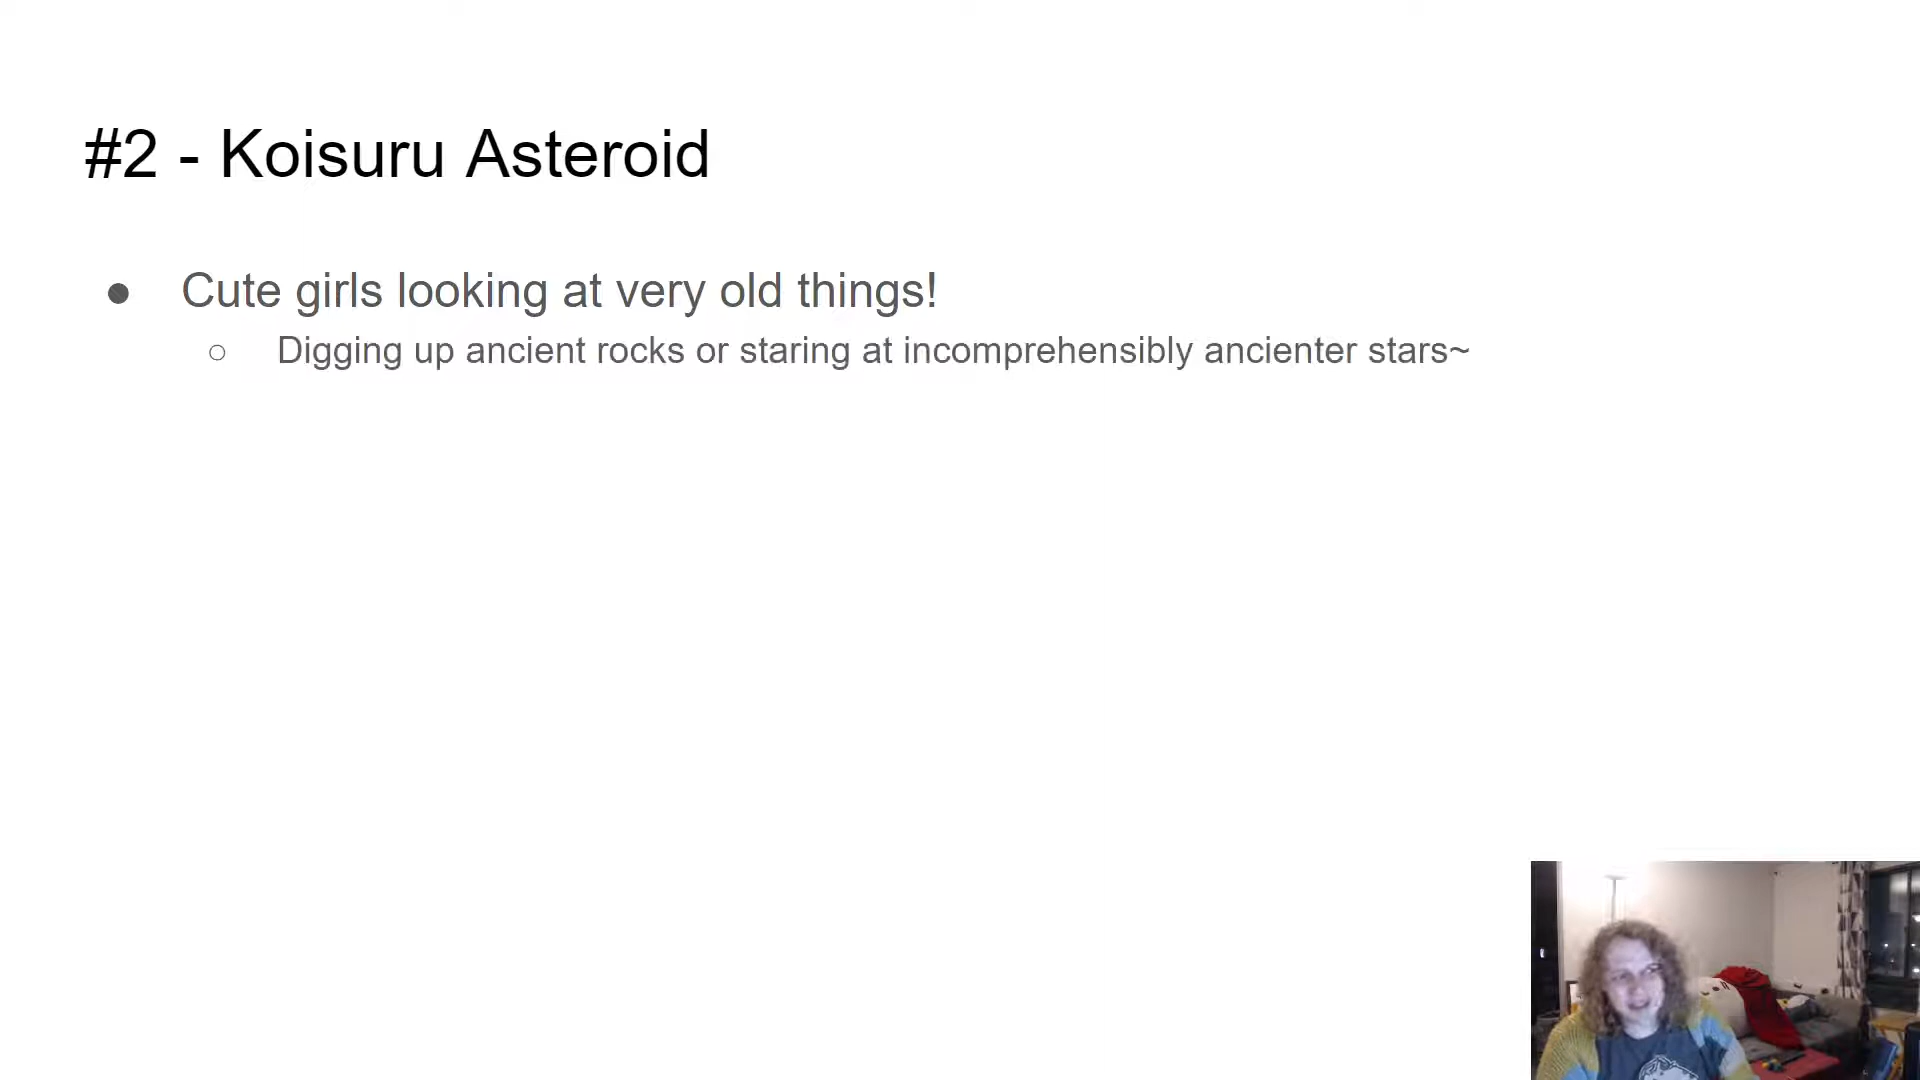 #2 - Koisuru Asteroid
● Cute girls looking at very old things!
○ Digging up ancient rocks or staring at incomprehensibly ancienter stars~